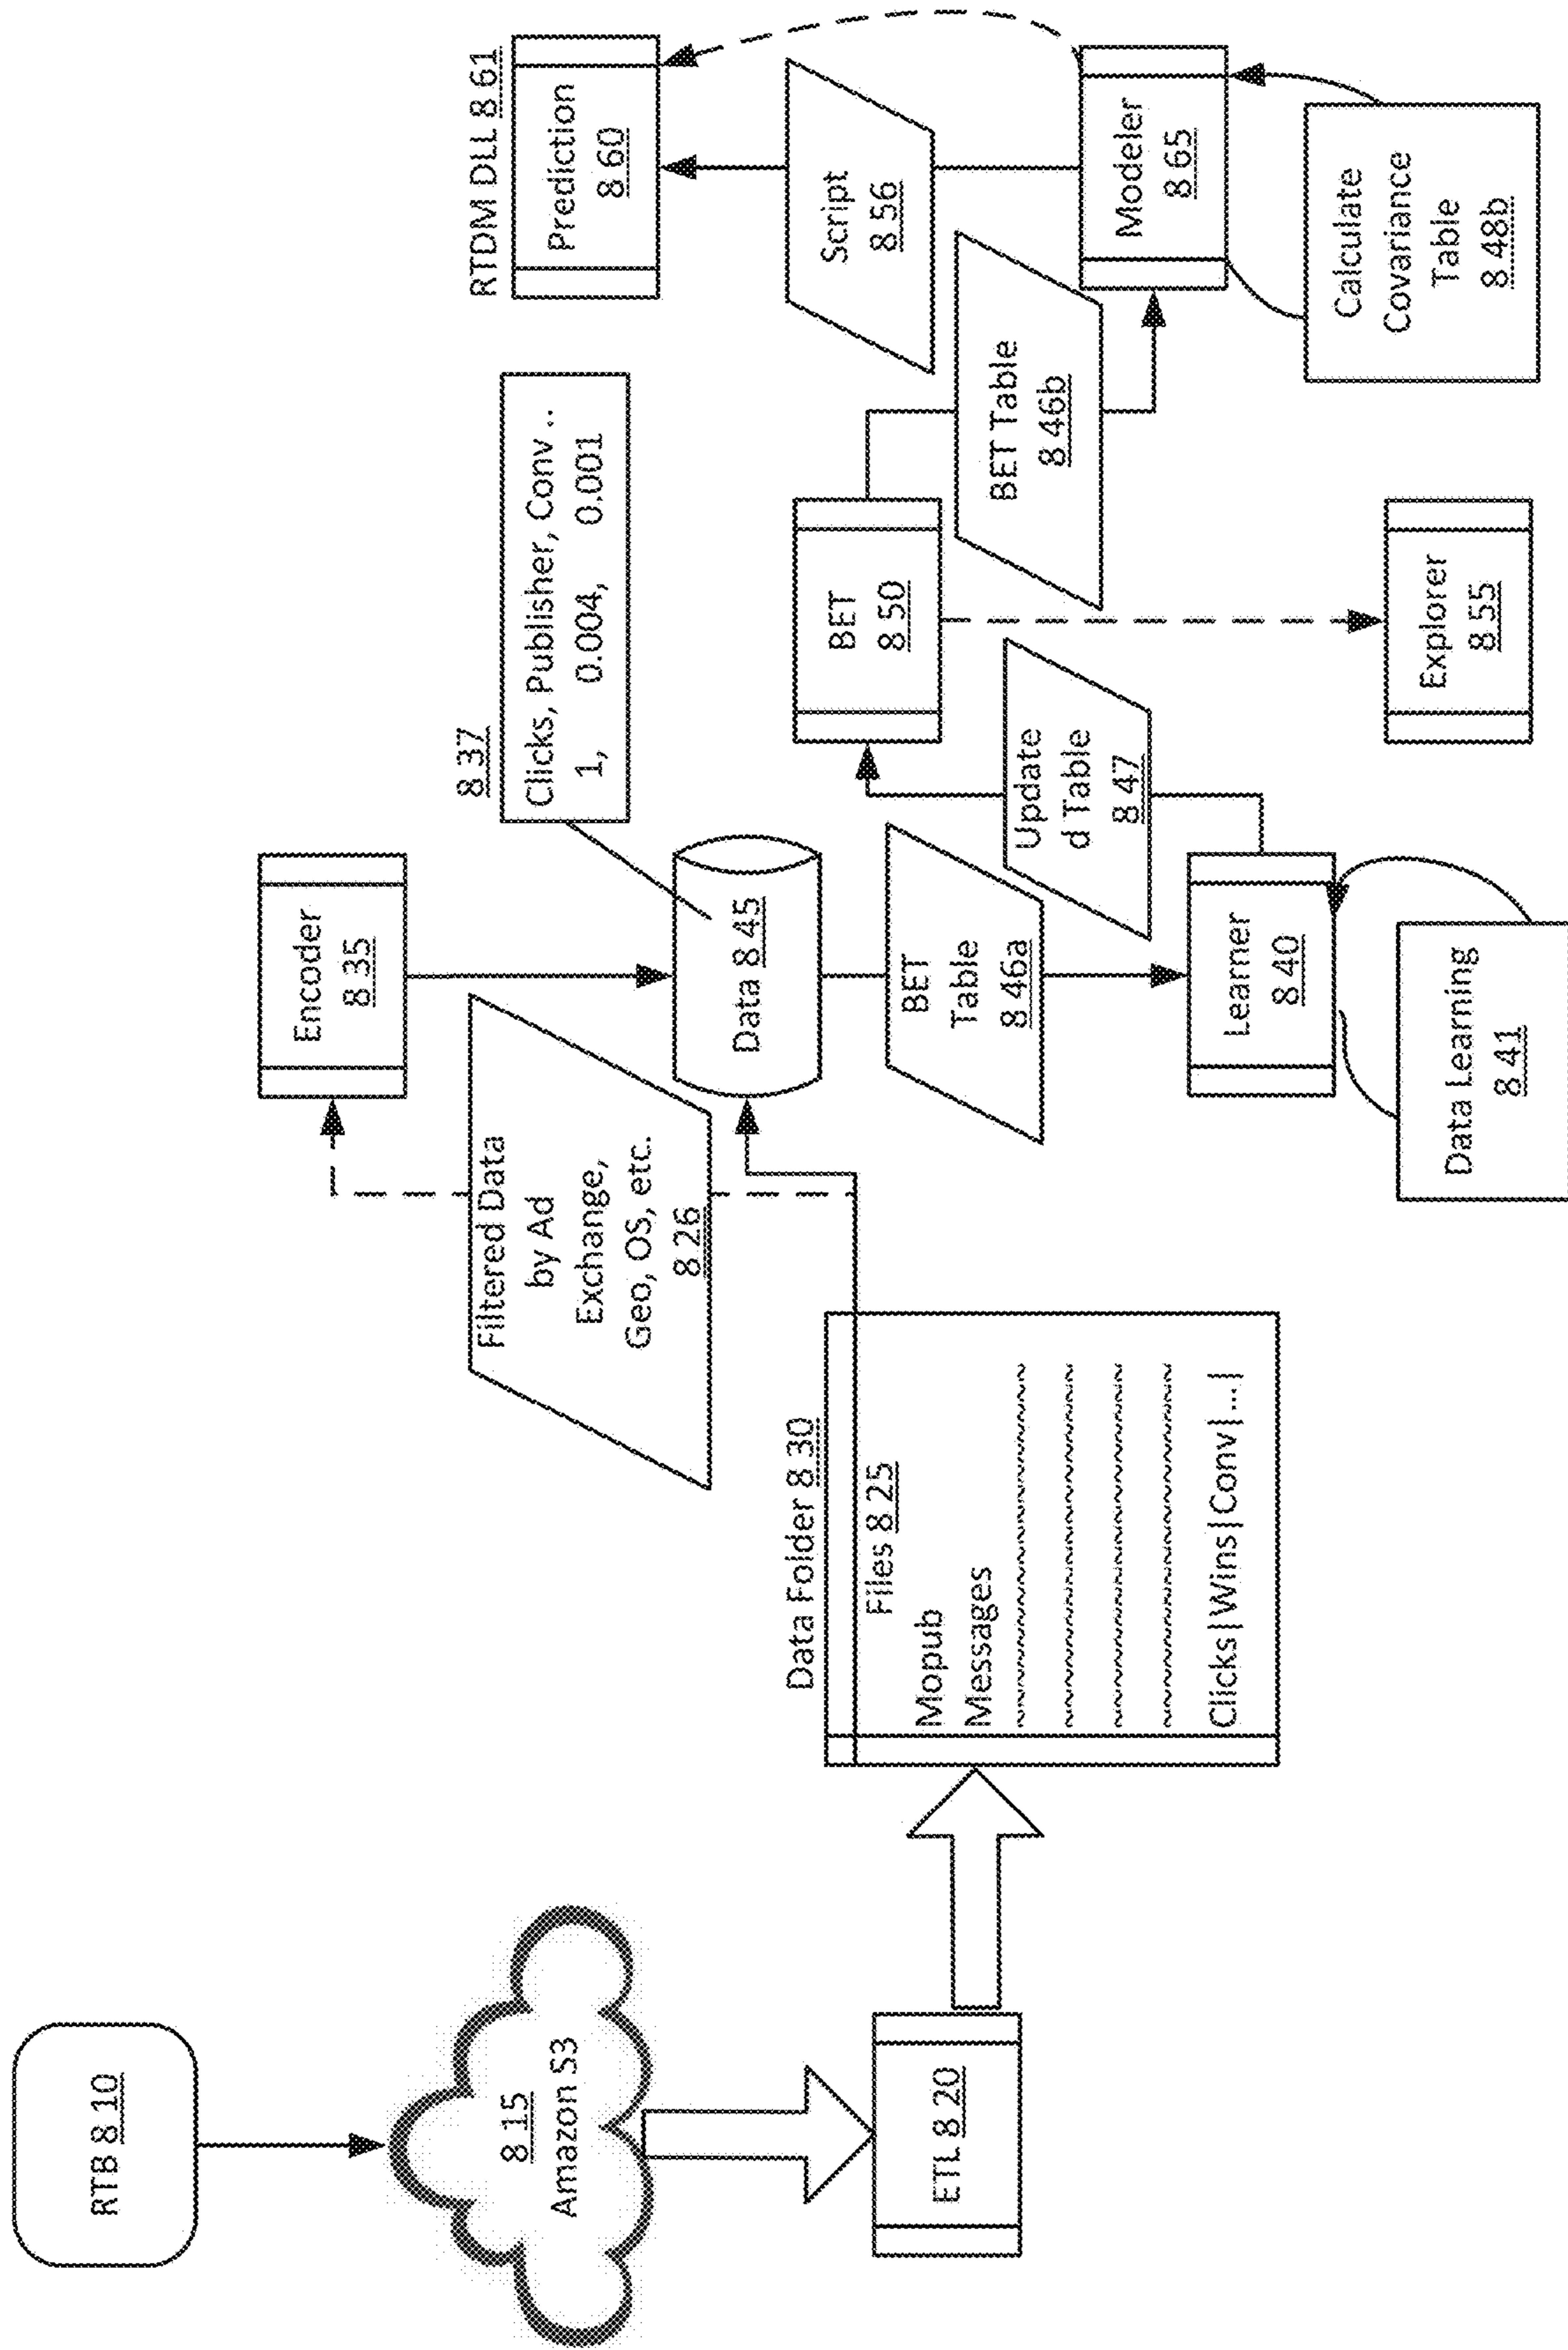 RTB 8 10
8 15
Amazon S3
ETL 8 20
Data Folder 8 30
Files 8 25
Mopub
Messages
Clicks|Wins|Conv|...|
Filtered Data
by Ad
Exchange,
Geo, OS, etc.
8 26
Encoder
8 35
8 37
Clicks, Publisher, Conv ..
1, 0.004, 0.001
Data 8 45
BET
Table
8 46a
Learner
8 40
Data Learning
8 41
Update
d Table
8 47
BET
8 50
Explorer
8 55
BET Table
8 46b
Modeler
8 65
Calculate
Covariance
Table
8 48b
Script
8 56
RTDM DLL 8 61
Prediction
8 60